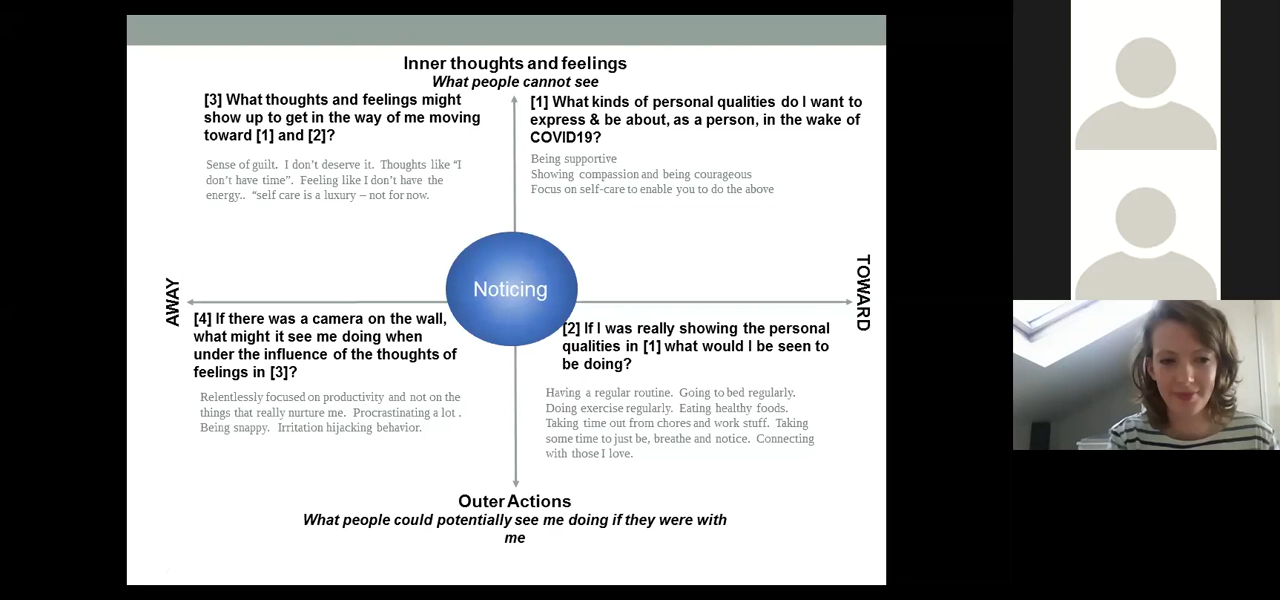 Inner thoughts and feelings
What people cannot see
[3] What thoughts and feelings might
show up to get in the way of me moving
toward [1] and [2]?
Sense of guilt. I don't deserve it. Thoughts like “I
don't have time”. Feeling like I don't have the
energy.. “self care is a luxury – not for now.
[1] What kinds of personal qualities do I want to
express & be about, as a person, in the wake of
COVID19?
Being supportive
Showing compassion and being courageous
Focus on self-care to enable you to do the above
AWAY
Noticing
TOWARD
[4] If there was a camera on the wall,
what might it see me doing when
under the influence of the thoughts of
feelings in [3]?
Relentlessly focused on productivity and not on the
things that really nurture me. Procrastinating a lot .
Being snappy. Irritation hijacking behavior.
[2] If I was really showing the personal
qualities in [1] what would I be seen to
be doing?
Having a regular routine. Going to bed regularly.
Doing exercise regularly. Eating healthy foods.
Taking time out from chores and work stuff. Taking
some time to just be, breathe and notice. Connecting
with those I love.
Outer Actions
What people could potentially see me doing if they were with
me